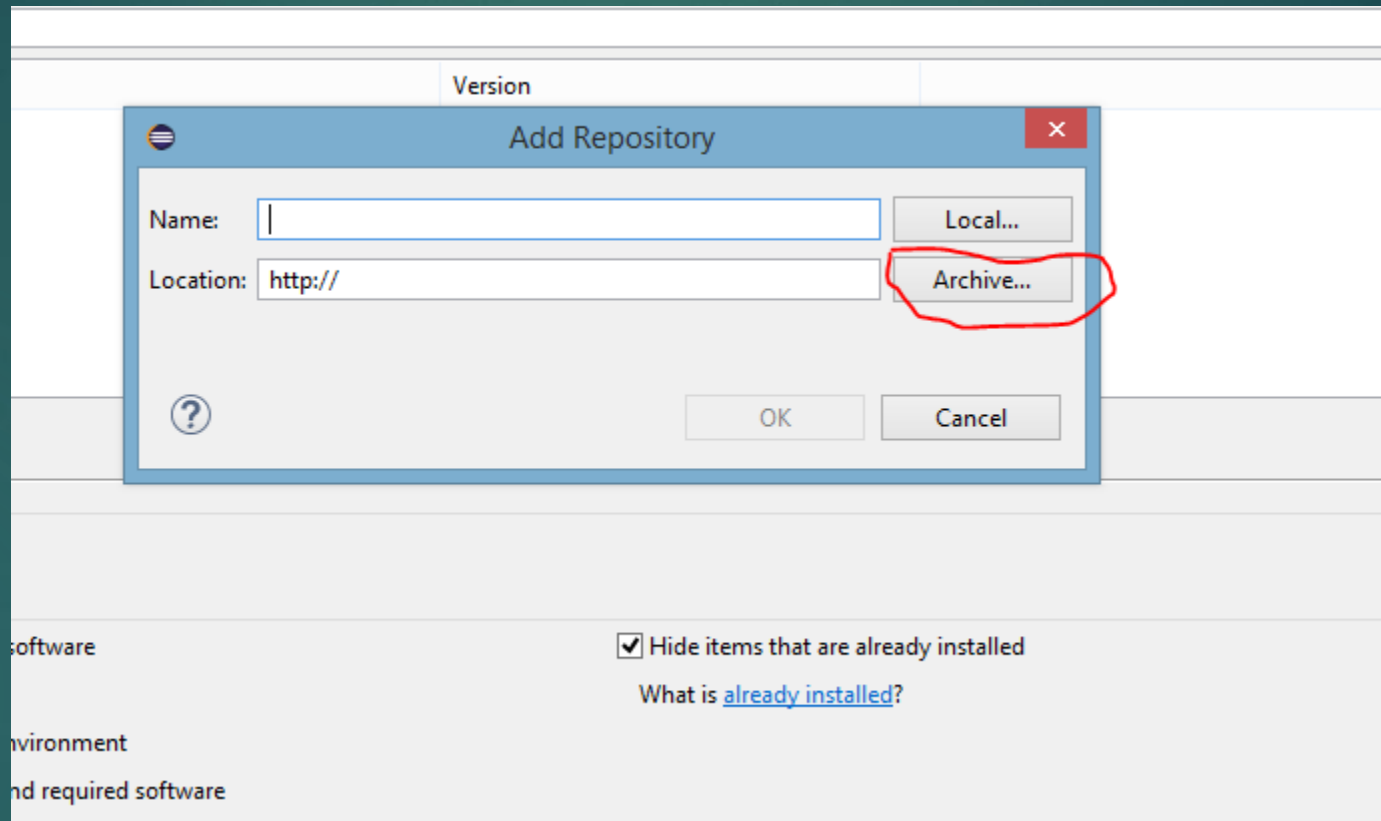 Version
Add Repository
Name:
Local...
Location: http://
Archive...
?
OK
Cancel
software
Hide items that are already installed
What is already installed?
nvironment
nd required software